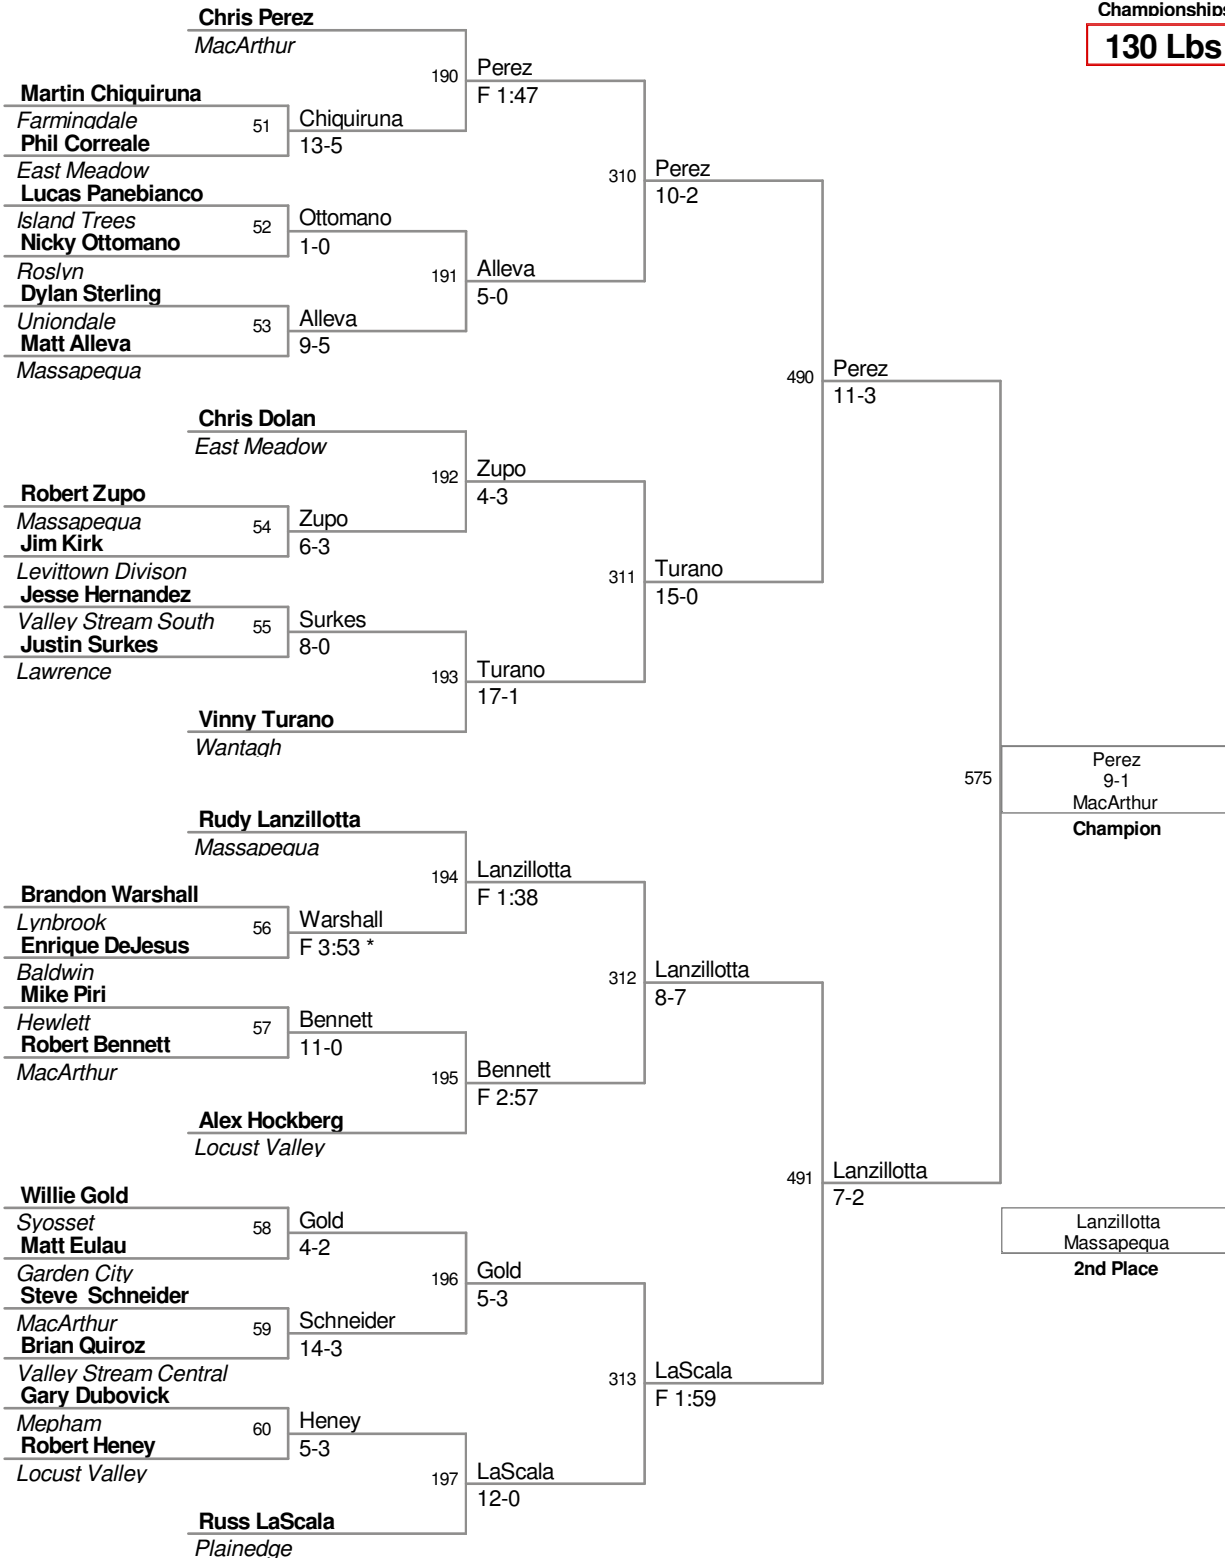 Championships
130 Lbs
Chris Perez
MacArthur
190
Perez
F 1:47
Martin Chiquiruna
Farmingdale
51
Chiquiruna
13-5
Phil Correale
East Meadow
310
Perez
10-2
Lucas Panebianco
Island Trees
52
Ottomano
1-0
Nicky Ottomano
Roslyn
191
Alleva
5-0
Dylan Sterling
Uniondale
53
Alleva
9-5
Matt Alleva
Massapequa
490
Perez
11-3
Chris Dolan
East Meadow
192
Zupo
4-3
Robert Zupo
Massapequa
54
Zupo
6-3
Jim Kirk
Levittown Divison
311
Turano
15-0
Jesse Hernandez
Valley Stream South
55
Surkes
8-0
Justin Surkes
Lawrence
193
Turano
17-1
Vinny Turano
Wantagh
575
Perez
9-1
MacArthur
Champion
Rudy Lanzillotta
Massapequa
194
Lanzillotta
F 1:38
Brandon Warshall
Lynbrook
56
Warshall
F 3:53 *
Enrique DeJesus
Baldwin
312
Lanzillotta
8-7
Mike Piri
Hewlett
57
Bennett
11-0
Robert Bennett
MacArthur
195
Bennett
F 2:57
Alex Hockberg
Locust Valley
491
Lanzillotta
7-2
Willie Gold
Syosset
58
Gold
4-2
Matt Eulau
Garden City
196
Gold
5-3
Lanzillotta
Massapequa
2nd Place
Steve Schneider
MacArthur
59
Schneider
14-3
Brian Quiroz
Valley Stream Central
313
LaScala
F 1:59
Gary Dubovick
Mepham
60
Heney
5-3
Robert Heney
Locust Valley
197
LaScala
12-0
Russ LaScala
Plainedge